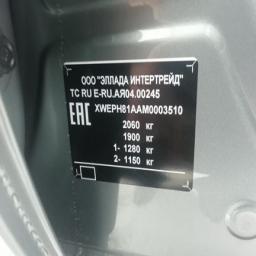 ООО "ЭЛЛАДА ИНТЕРТРЕЙД"
ТС RU E-RU.АЯ04.00245
EAC
XWEPH81AAM0003510
2060 кг
1900 кг
1- 1280 кг
2- 1150 кг